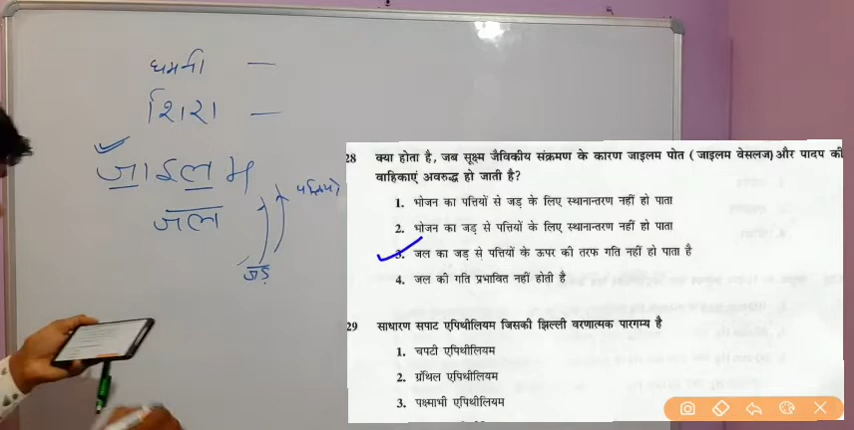 धमनी —
शिरा —
जाइलम
जल
पत्तियों
जड़
28 क्या होता है, जब सूक्ष्म जैविकीय संक्रमण के कारण जाइलम पोत (जाइलम वेसलज) और पादप की
वाहिकाएं अवरुद्ध हो जाती है?
1. भोजन का पत्तियों से जड़ के लिए स्थानान्तरण नहीं हो पाता
2. भोजन का जड़ से पत्तियों के लिए स्थानान्तरण नहीं हो पाता
3. जल का जड़ से पत्तियों के ऊपर की तरफ गति नहीं हो पाता है
4. जल की गति प्रभावित नहीं होती है
29 साधारण सपाट एपिथीलियम जिसकी झिल्ली वरणात्मक पारगम्य है
1. चपटी एपिथीलियम
2. ग्रंथिल एपिथीलियम
3. पक्ष्माभी एपिथीलियम